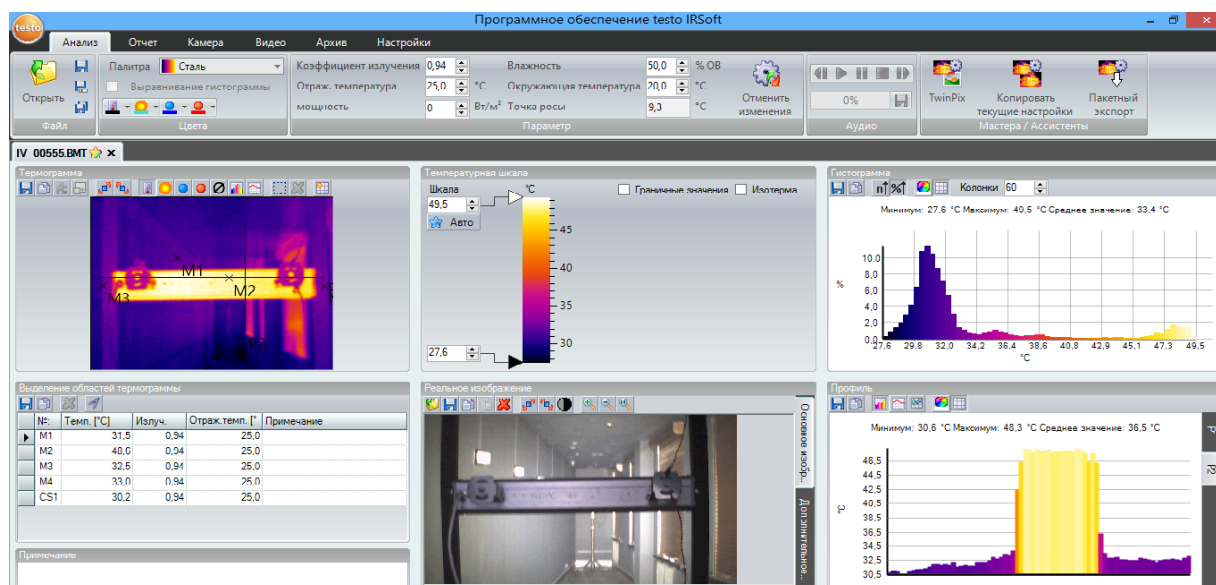 testo
Программное обеспечение testo IRSoft
Анализ Отчет Камера Видео Архив Настройки
Открыть
Файл
Палитра Сталь
Выравнивание гистограммы
Цвета
Коэффициент излучения 0,94 Влажность 50,0 % ОВ
Отраж. температура 25,0 °C Окружающая температура 20,0 °C
мощность 0 Вт/м² Точка росы 9,3 °C
Отменить
изменения
Параметр
0%
Аудио
TwinPix
Копировать
текущие настройки
Пакетный
экспорт
Мастера / Ассистенты
IV 00555.BMT
Термограмма
M1
M2
M3
Температурная шкала
Шкала °C
49,5
Авто
Граничные значения Изотерма
45
40
35
30
27,6
Гистограмма
n % Колонки 60
Минимум: 27,6 °C Максимум: 40,5 °C Среднее значение: 33,4 °C
%
10,0
8,0
6,0
4,0
2,0
0,0
27,6 29,8 32,0 34,2 36,4 38,6 40,8 42,9 45,1 47,3 49,5
°C
Выделение областей термограммы
№: Темп. [°C] Излуч. Отраж.темп. [° Примечание
M1 31,5 0,94 25,0
M2 0,94 25,0
M3 32,5 0,94 25,0
M4 33,0 0,94 25,0
CS1 30,2 0,94 25,0
Примечание
Реальное изображение
Основное изобр...
Дополнительное...
Профиль
Минимум: 30,6 °C Максимум: 48,3 °C Среднее значение: 36,5 °C
°C
46,5
44,5
42,5
40,5
38,5
36,5
34,5
32,5
30,5